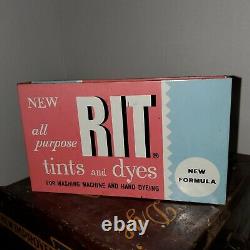 NEW
all purpose
RIT®
tints and dyes
FOR WASHING MACHINE AND HAND DYEING
NEW FORMULA